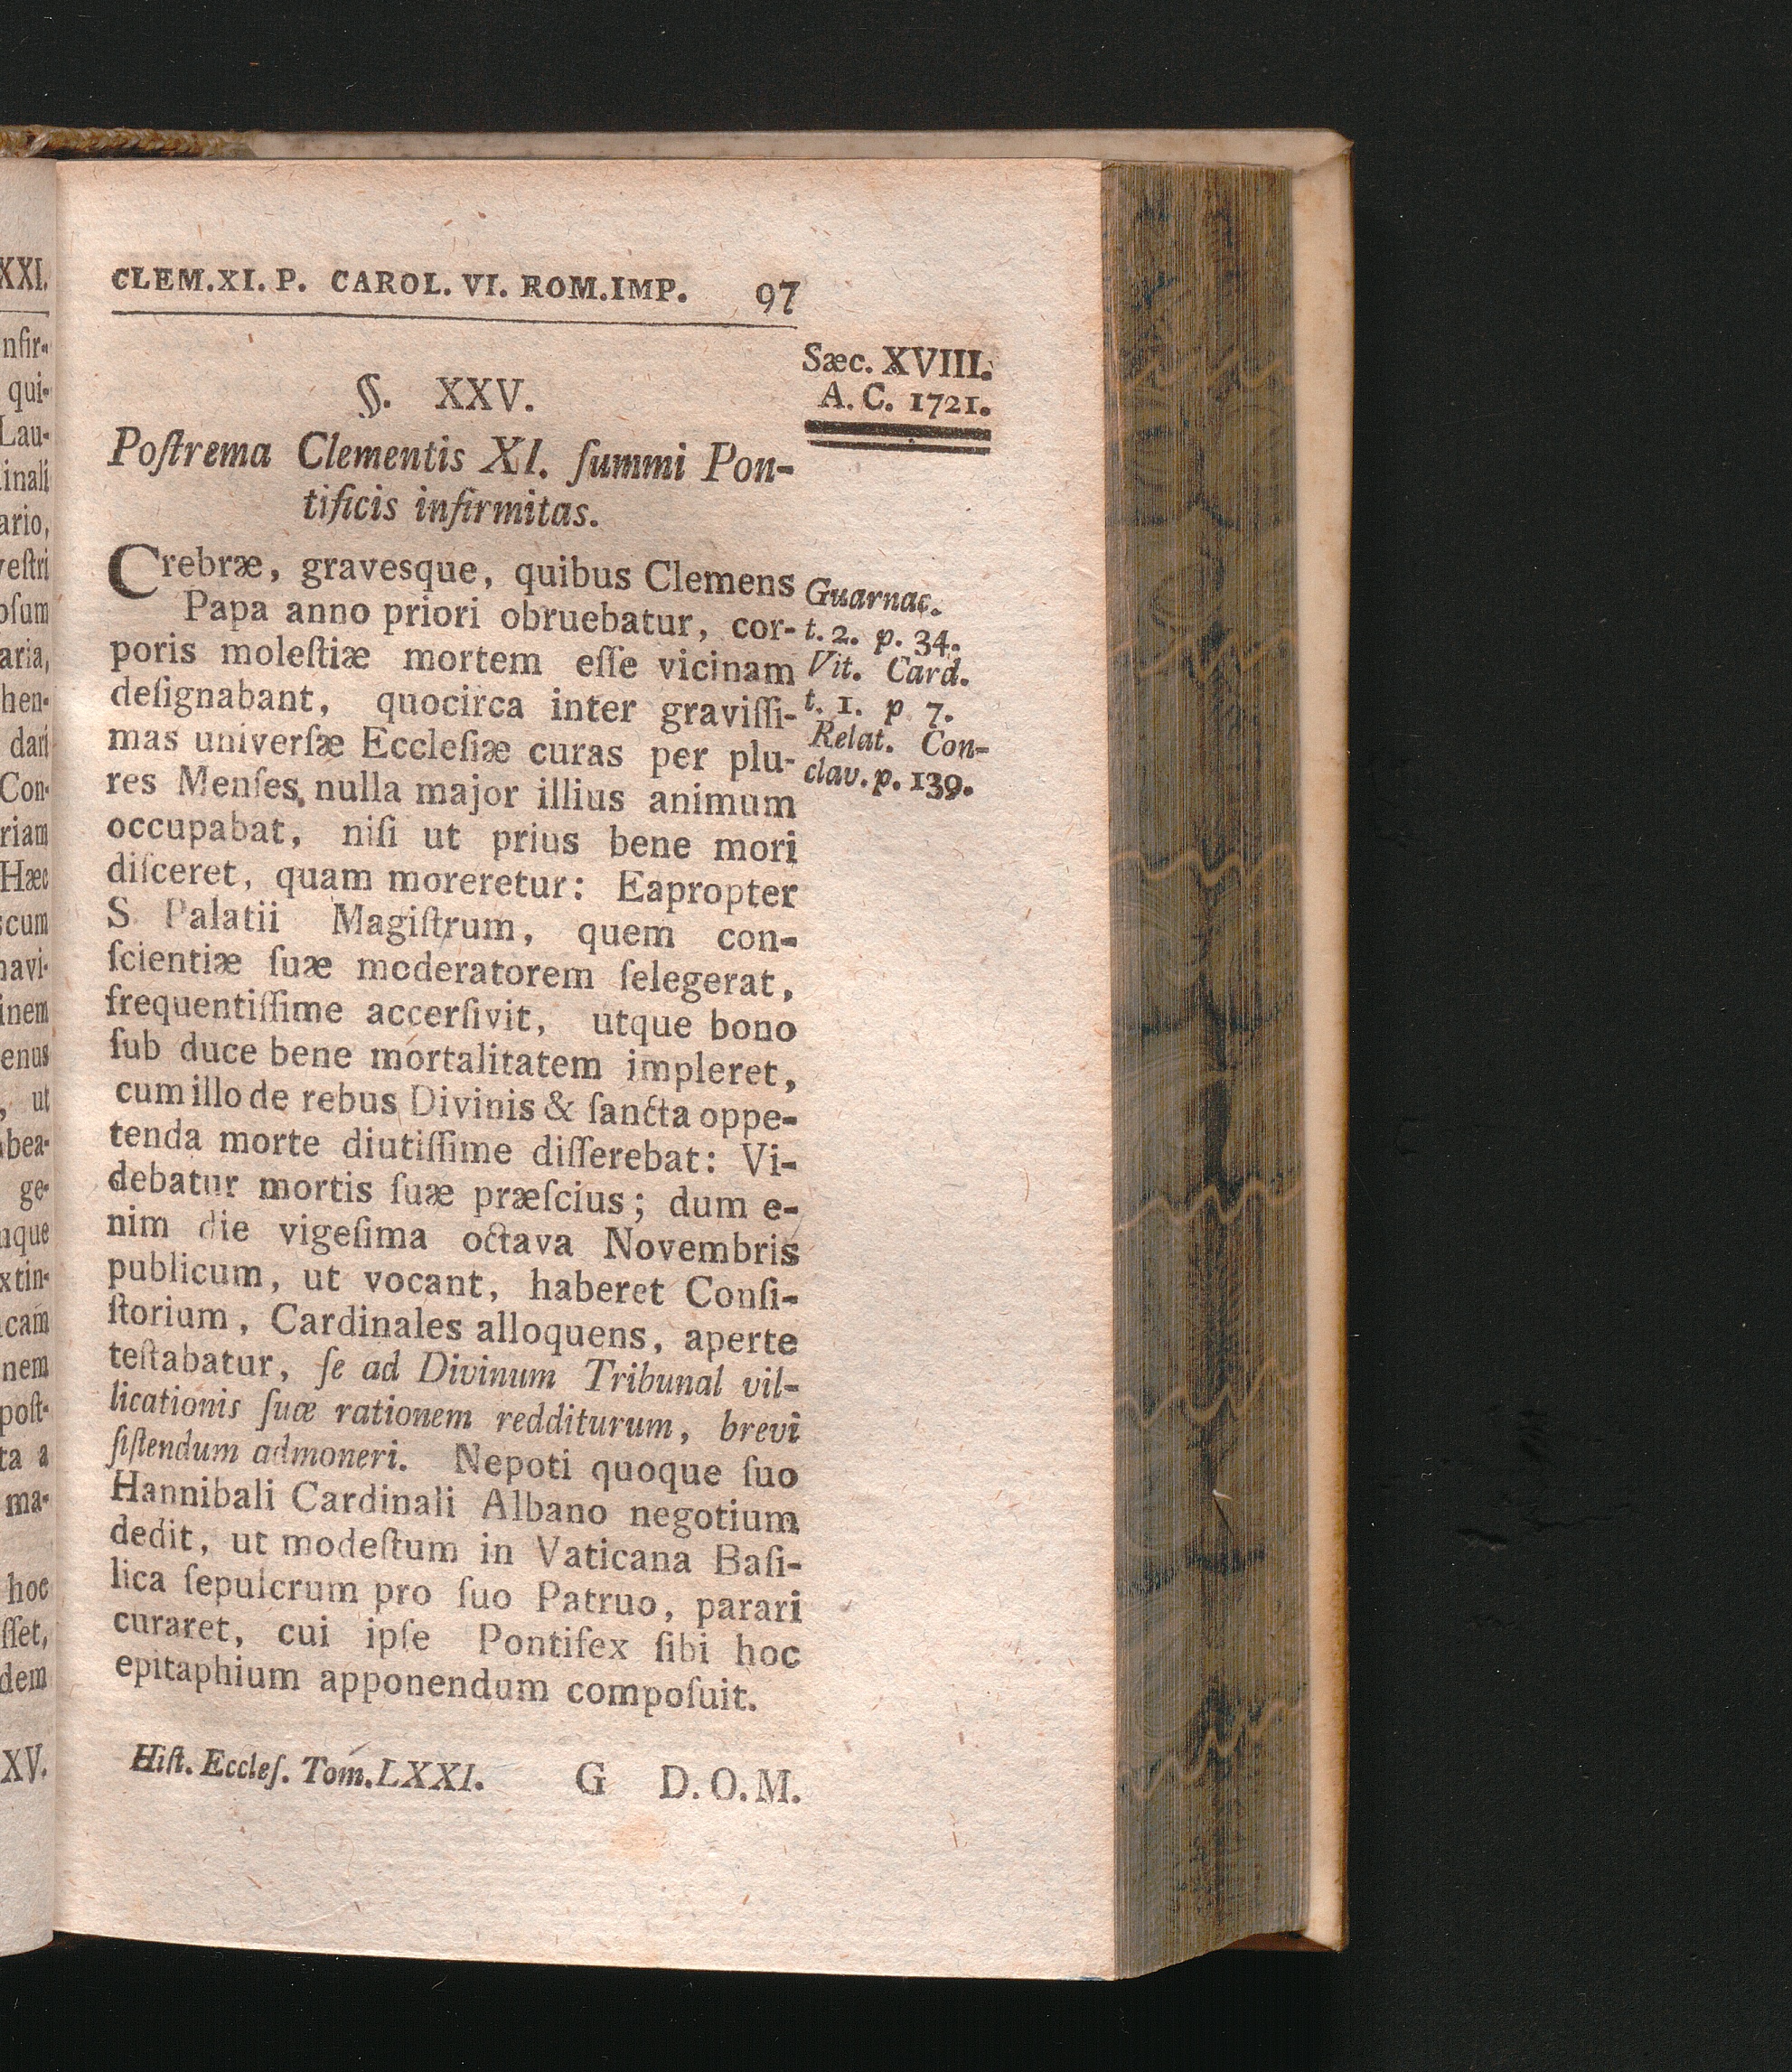 CLEM.XI. P. CAROL. VI. ROM.IMP. 97
Sæc. XVIII.
A. C. 1721.
§. XXV.
Poſtrema Clementis XI. ſummi Pon-
tificis infirmitas.
Crebræ, gravesque, quibus Clemens
Papa anno priori obruebatur, cor-
poris moleſtiæ mortem eſſe vicinam
deſignabant, quocirca inter graviſſi-
mas univerſæ Eccleſiæ curas per plu-
res Menſes, nulla major illius animum
occupabat, niſi ut prius bene mori
diſceret, quam moreretur: Eapropter
S Palatii Magiſtrum, quem con-
ſcientiæ ſuæ moderatorem ſelegerat,
frequentiſſime accerſivit, utque bono
ſub duce bene mortalitatem impleret,
cum illo de rebus Divinis & ſancta oppe-
tenda morte diutiſſime diſſerebat: Vi-
debatur mortis ſuæ præſcius; dum e-
nim die vigeſima octava Novembris
publicum, ut vocant, haberet Conſi-
ſtorium, Cardinales alloquens, aperte
teſtabatur, ſe ad Divinum Tribunal vil-
licationis ſuæ rationem redditurum, brevi
ſiſtendum admoneri. Nepoti quoque ſuo
Hannibali Cardinali Albano negotium
dedit, ut modeſtum in Vaticana Baſi-
lica ſepulcrum pro ſuo Patruo, parari
curaret, cui ipſe Pontifex ſibi hoc
epitaphium apponendum compoſuit.
Guarnac.
t. 2. p. 34.
Vit. Card.
t. 1. p 7.
Relat. Con-
clav. p. 139.
Hiſt. Eccleſ. Tom. LXXI. G D. O. M.